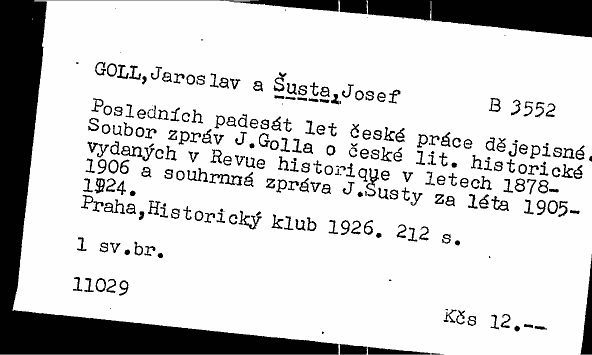 GOLL,Jaroslav a Šusta,Josef
B 3552
Posledních padesát let české práce dějepisné.
Soubor zpráv J.Golla o české lit. historické
vydaných v Revue historique v letech 1878-
1906 a souhrnná zpráva J.Šusty za léta 1905-
1924.
Praha,Historický klub 1926. 212 s.
1 sv.br.
11029
Kčs 12.--